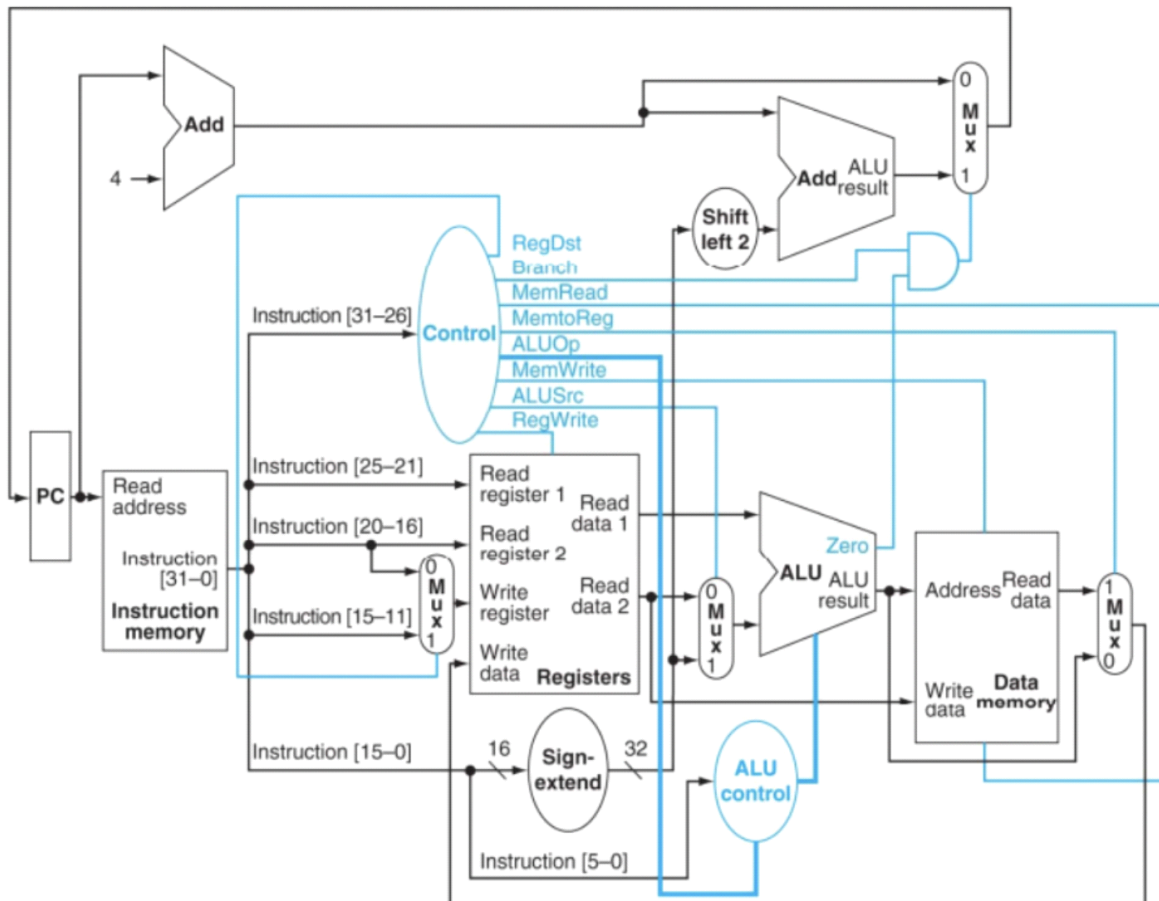 0
M
u
x
1
Add
Add
ALU
result
4
Shift
left 2
RegDst
Branch
MemRead
Instruction [31–26]
Control
MemtoReg
ALUOp
MemWrite
ALUSrc
RegWrite
PC
Read
address
Instruction
[31–0]
Instruction
memory
Instruction [25–21]
Instruction [20–16]
Instruction [15–11]
0
M
u
x
1
Read
register 1
Read
register 2
Write
register
Write
data
Read
data 1
Read
data 2
Registers
0
M
u
x
1
Zero
ALU
ALU
result
Address
Read
data
Write
data
Data
memory
1
M
u
x
0
Instruction [15–0]
16
Sign-
extend
32
ALU
control
Instruction [5–0]